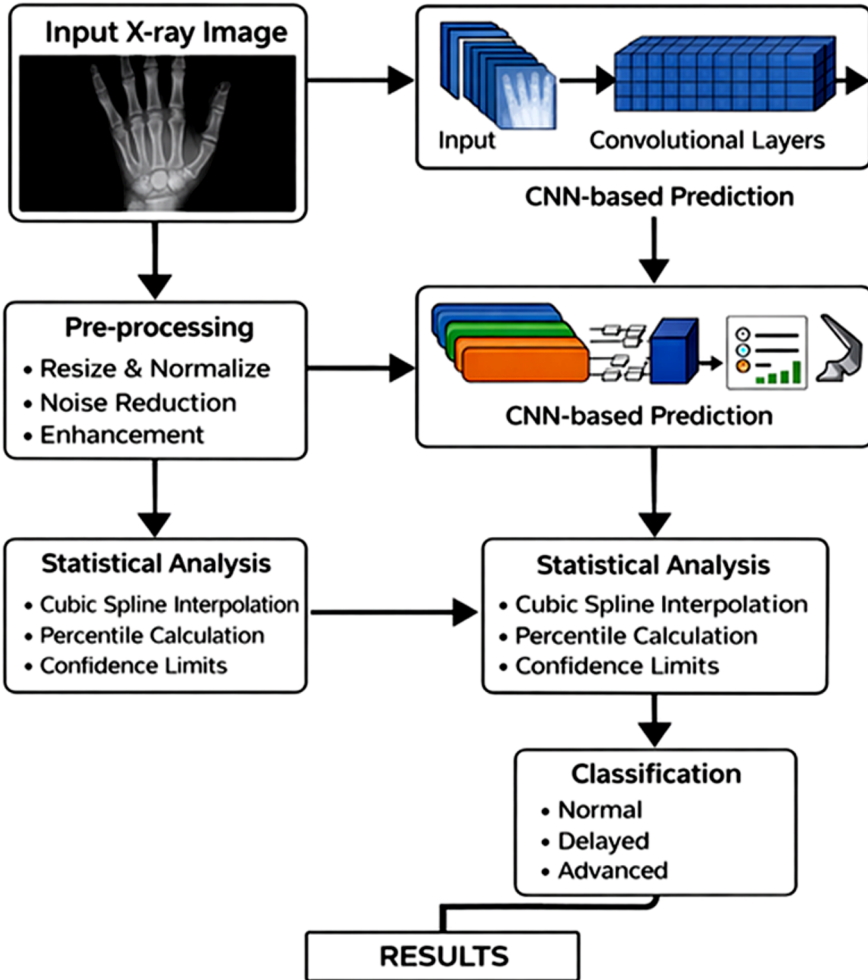 Input X-ray Image
Input
Convolutional Layers
CNN-based Prediction
Pre-processing
• Resize & Normalize
• Noise Reduction
• Enhancement
CNN-based Prediction
Statistical Analysis
• Cubic Spline Interpolation
• Percentile Calculation
• Confidence Limits
Statistical Analysis
• Cubic Spline Interpolation
• Percentile Calculation
• Confidence Limits
Classification
• Normal
• Delayed
• Advanced
RESULTS